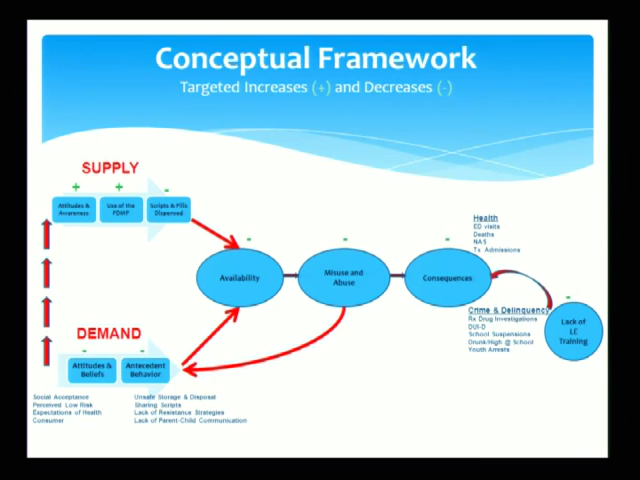 Conceptual Framework
Targeted Increases (+) and Decreases (-)
SUPPLY
+ + -
Attitudes &
Awareness
Use of the
PDMP
Scripts & Pills
Dispensed
- - -
Availability
Misuse and
Abuse
Consequences
Health
ED visits
Deaths
NAS
Tx Admissions
Crime & Delinquency
Rx Drug Investigations
DUI-D
School Suspensions
Drunk/High @ School
Youth Arrests
-
Lack of
LE
Training
DEMAND
- -
Attitudes &
Beliefs
Antecedent
Behavior
Social Acceptance
Perceived Low Risk
Expectations of Health
Consumer
Unsafe Storage & Disposal
Sharing Scripts
Lack of Resistance Strategies
Lack of Parent-Child Communication